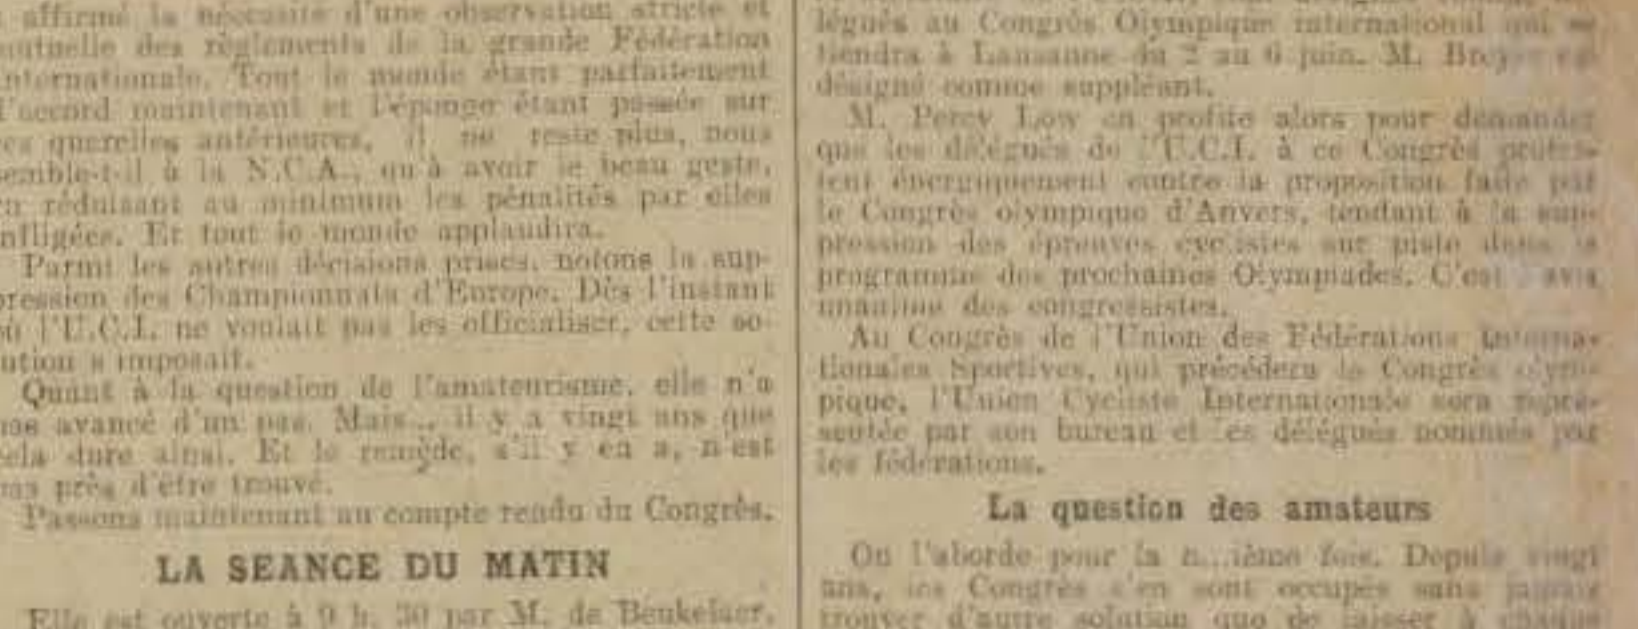 affirmé la nécessité d'une observation stricte et
mutuelle des règlements de la grande Fédération
internationale. Tout le monde étant parfaitement
d'accord maintenant et l'éponge étant passée sur
les querelles antérieures, il ne reste plus, nous
semble-t-il à la N.C.A., qu'à avoir le beau geste,
en réduisant au minimum les pénalités par elles
infligées. Et tout le monde applaudira.
Parmi les autres décisions prises, notons la sup-
pression des Championnats d'Europe. Dès l'instant
où l'U.C.I. ne voulait pas les officialiser, cette so-
lution s'imposait.
Quant à la question de l'amateurisme, elle n'a
pas avancé d'un pas. Mais... il y a vingt ans que
cela dure ainsi. Et le remède, s'il y en a, n'est
pas près d'être trouvé.
Passons maintenant au compte rendu du Congrès.
LA SEANCE DU MATIN
Elle est ouverte à 9 h. 30 par M. de Beukelaer,
légués au Congrès Olympique international qui se
tiendra à Lausanne du 2 au 6 juin. M. est
désigné comme suppléant.
M. Percy Low en profite alors pour demander
que les délégués de l'U.C.I. à ce Congrès protes-
tent énergiquement contre la proposition faite par
le Congrès olympique d'Anvers, tendant à la sup-
pression des épreuves cyclistes sur piste dans le
programme des prochaines Olympiades. C'est l'avis
unanime des congressistes.
Au Congrès de l'Union des Fédérations Interna-
tionales Sportives, qui précédera le Congrès olym-
pique, l'Union Cycliste Internationale sera repré-
sentée par son bureau et les délégués nommés par
les fédérations.
La question des amateurs
On l'aborde pour la n...ième fois. Depuis vingt
ans, les Congrès s'en sont occupés sans jamais
trouver d'autre solution que de laisser à chaque